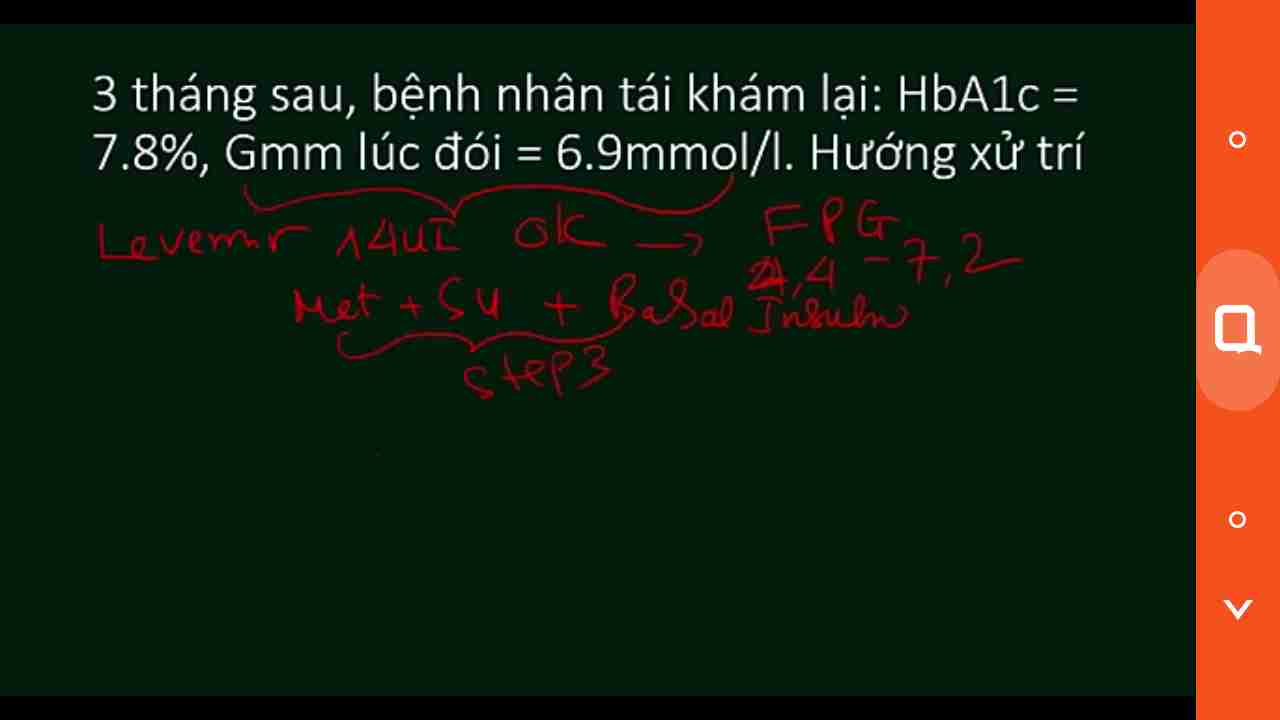 3 tháng sau, bệnh nhân tái khám lại: HbA1c =
7.8%, Gmm lúc đói = 6.9mmol/l. Hướng xử trí
Levemir 14UI OK → FPG
4,4 - 7,2
Met + SU + Basal Insulin
Step3